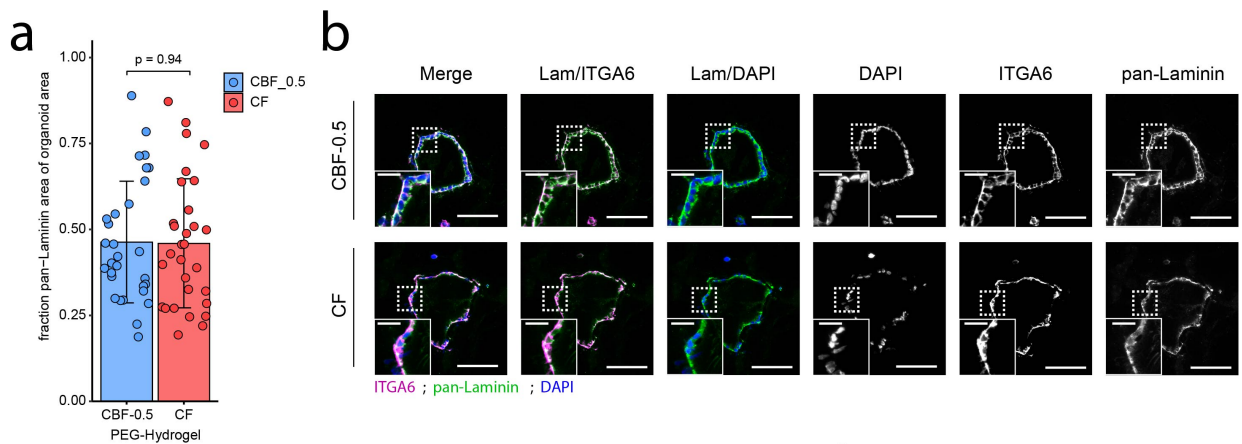 a
fraction pan−Laminin area of organoid area
1.00
0.75
0.50
0.25
0.00
p = 0.94
CBF_0.5
CF
CBF-0.5
CF
PEG-Hydrogel
b
Merge
Lam/ITGA6
Lam/DAPI
DAPI
ITGA6
pan-Laminin
CBF-0.5
CF
ITGA6 ; pan-Laminin ; DAPI